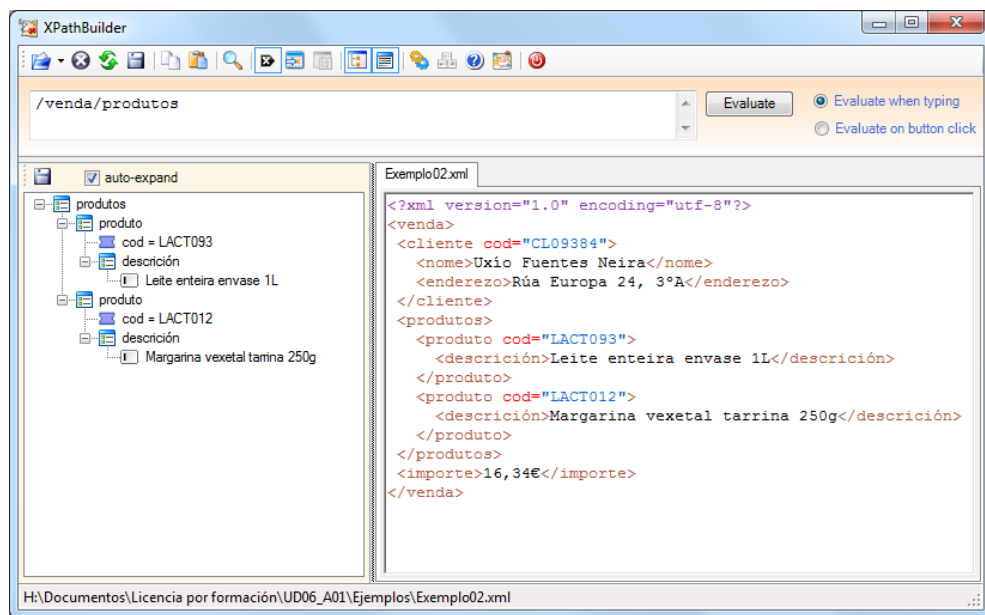 XPathBuilder
/venda/produtos
Evaluate
Evaluate when typing
Evaluate on button click
auto-expand
produtos
produto
cod = LACT093
descrición
Leite enteira envase 1L
produto
cod = LACT012
descrición
Margarina vexetal tarrina 250g
Exemplo02.xml
<?xml version="1.0" encoding="utf-8"?>
<venda>
<cliente cod="CL09384">
<nome>Uxío Fuentes Neira</nome>
<enderezo>Rúa Europa 24, 3ºA</enderezo>
</cliente>
<produtos>
<produto cod="LACT093">
<descrición>Leite enteira envase 1L</descrición>
</produto>
<produto cod="LACT012">
<descrición>Margarina vexetal tarrina 250g</descrición>
</produto>
</produtos>
<importe>16,34€</importe>
</venda>
H:\Documentos\Licencia por formación\UD06_A01\Ejemplos\Exemplo02.xml